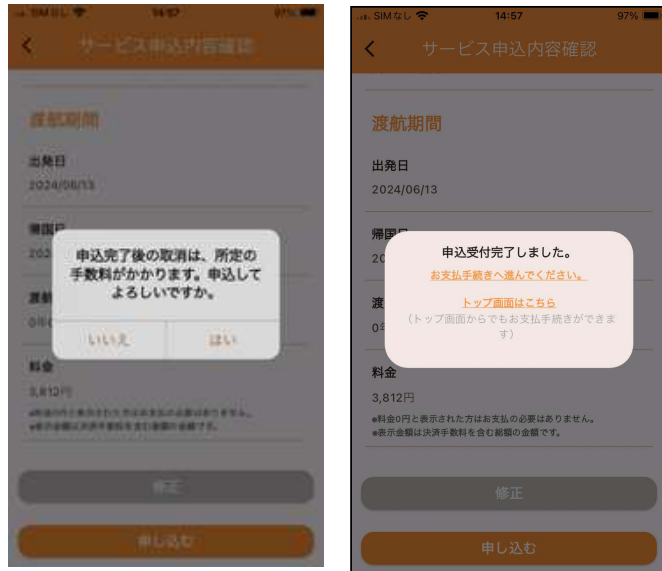 SIMなし 14:57 97%
サービス申込内容確認
渡航期間
出発日
2024/06/13
帰国
申込完了後の取消は、所定の
手数料がかかります。申込して
よろしいですか。
いいえ はい
料金
3,812円
修正
申し込む
SIMなし 14:57 97%
サービス申込内容確認
渡航期間
出発日
2024/06/13
帰国
申込受付完了しました。
お支払手続きへ進んでください。
トップ画面はこちら
(トップ画面からでもお支払手続きができま
す)
渡
料金
3,812円
※料金0円と表示された方はお支払の必要はありません。
※表示金額は決済手数料を含む総額の金額です。
修正
申し込む